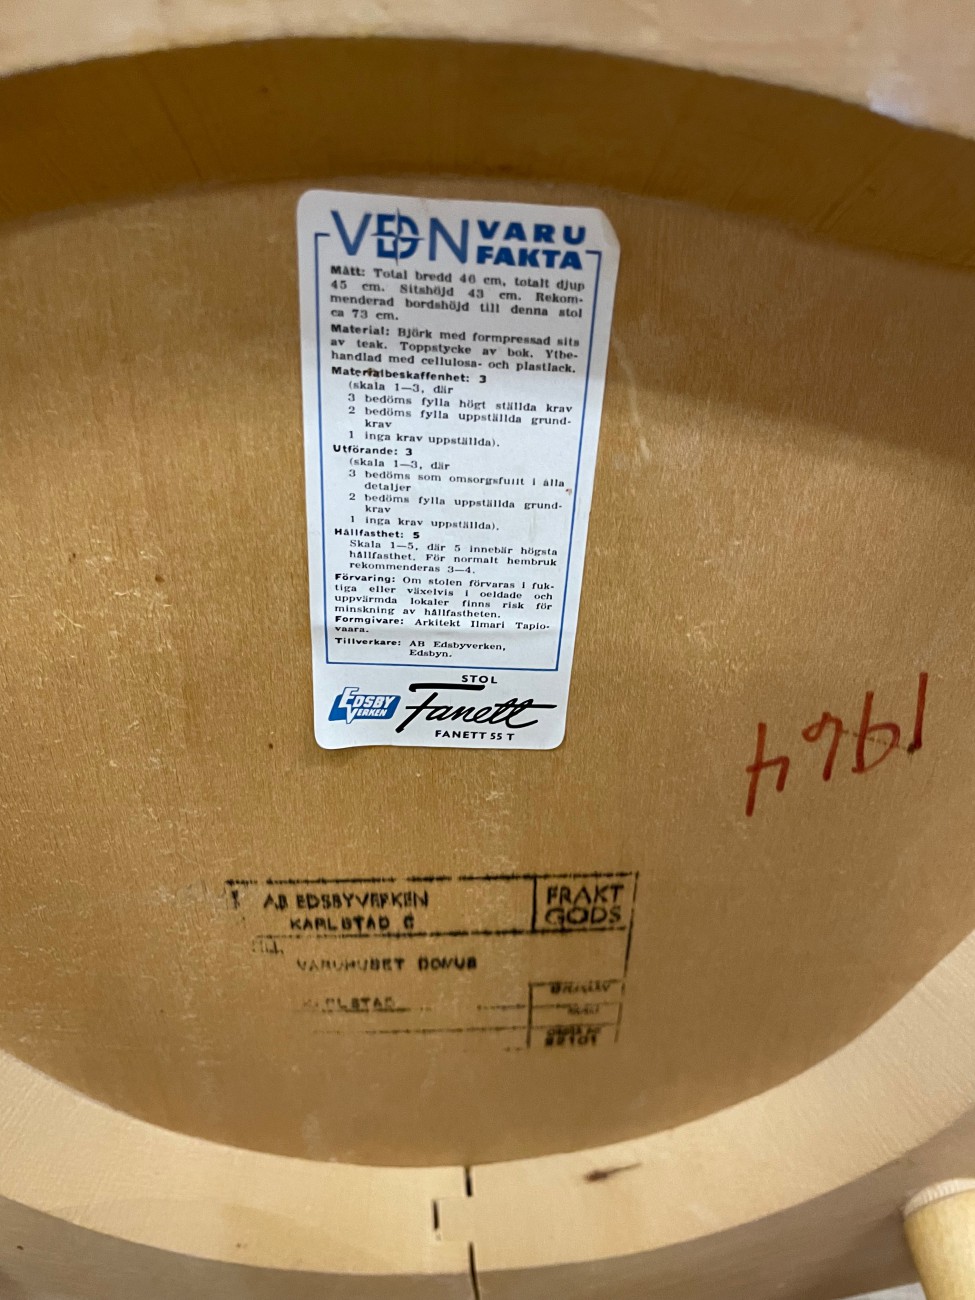 VDN VARU
FAKTA
Mått: Total bredd 46 cm, totalt djup
45 cm. Sitshöjd 43 cm. Rekom-
menderad bordshöjd till denna stol
ca 73 cm.
Material: Björk med formpressad sits
av teak. Toppstycke av bok. Ytbe-
handlad med cellulosa- och plastlack.
Materialbeskaffenhet: 3
(skala 1—3, där
3 bedöms fylla högt ställda krav
2 bedöms fylla uppställda grund-
krav
1 inga krav uppställda).
Utförande: 3
(skala 1—3, där
3 bedöms som omsorgsfullt i alla
detaljer
2 bedöms fylla uppställda grund-
krav
1 inga krav uppställda).
Hållfasthet: 5
Skala 1—5, där 5 innebär högsta
hållfasthet. För normalt hembruk
rekommenderas 3—4.
Förvaring: Om stolen förvaras i fuk-
tiga eller växelvis i oeldade och
uppvärmda lokaler finns risk för
minskning av hållfastheten.
Formgivare: Arkitekt Ilmari Tapio-
vaara.
Tillverkare: AB Edsbyverken,
Edsbyn.
EDSBY
VERKEN
STOL
Fanett
FANETT 55 T
1964
AB EDSBYVERKEN
KARLSTAD 6
FRAKT
GODS
TILL
VARUHUSET DOMUS
KARLSTAD